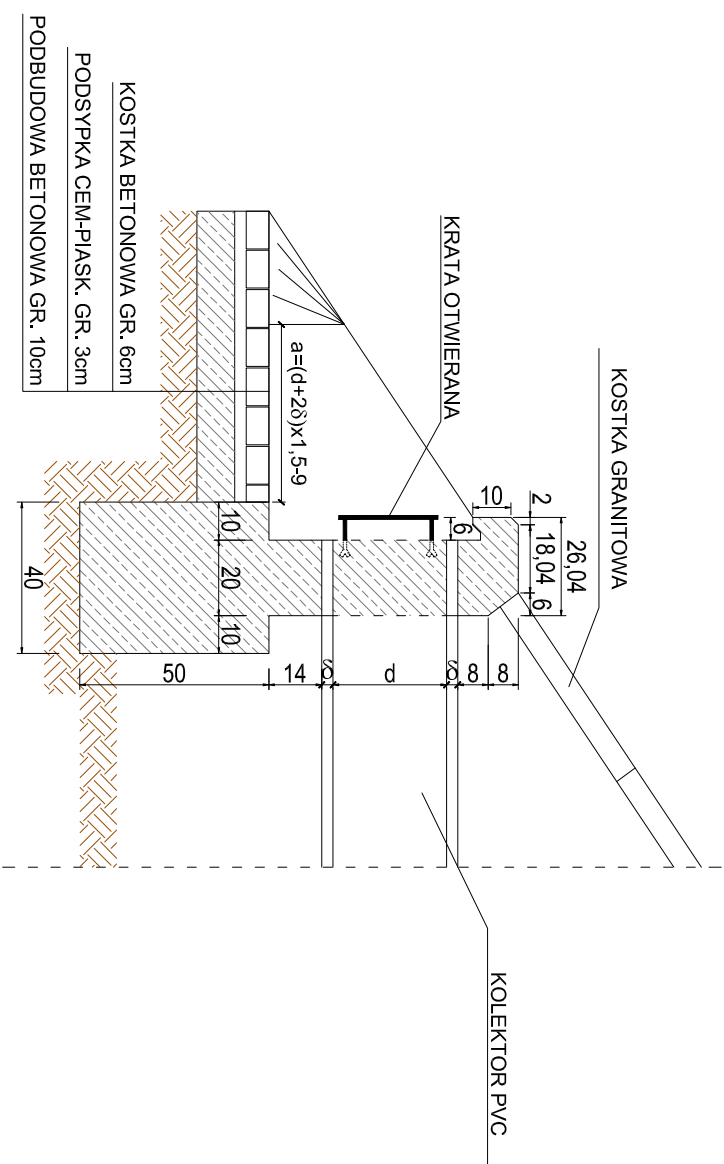 KOSTKA GRANITOWA
KRATA OTWIERANA
26,04
2
18,04
6
10
6
8
8
δ
d
δ
14
50
a=(d+2δ)x1,5-9
10
20
10
40
KOLEKTOR PVC
KOSTKA BETONOWA GR. 6cm
PODSYPKA CEM-PIASK. GR. 3cm
PODBUDOWA BETONOWA GR. 10cm